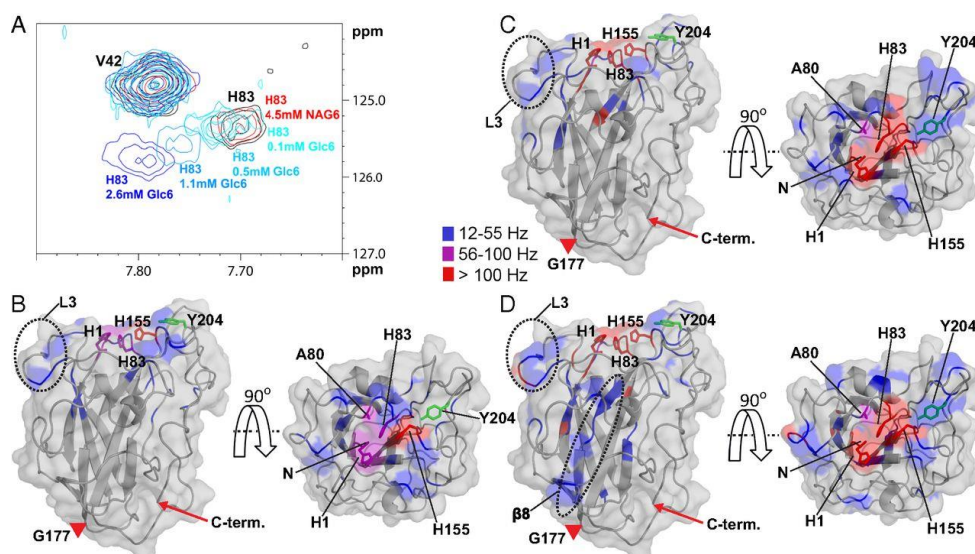 A
ppm
V42
H83
125.0
H83
4.5mM NAG6
H83
0.1mM Glc6
H83
0.5mM Glc6
H83
1.1mM Glc6
H83
2.6mM Glc6
126.0
127.0
7.80
7.70
ppm
C
H1
H155
Y204
H83
L3
12-55 Hz
56-100 Hz
> 100 Hz
C-term.
G177
90°
A80
H83
Y204
N
H1
H155
B
L3
H1
H155
Y204
H83
G177
C-term.
90°
A80
H83
Y204
N
H1
H155
D
L3
H1
H155
Y204
H83
β8
G177
C-term.
90°
A80
H83
Y204
N
H1
H155